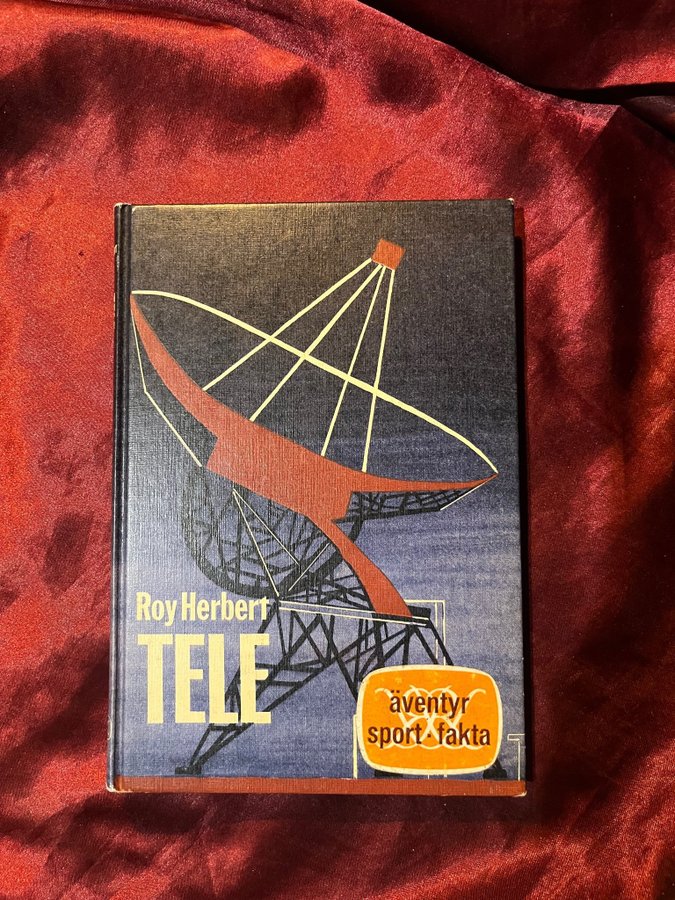 Roy Herbert
TELE
äventyr
sport · fakta